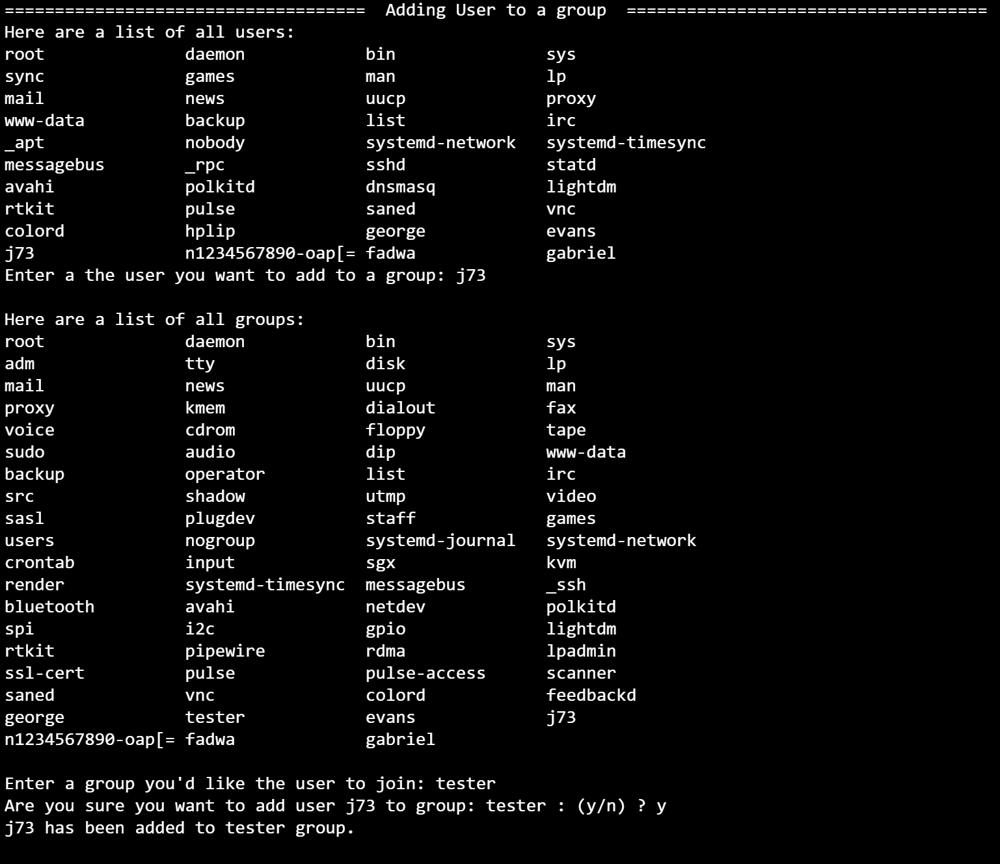 ==================================== Adding User to a group ====================================
Here are a list of all users:
root daemon bin sys
sync games man lp
mail news uucp proxy
www-data backup list irc
_apt nobody systemd-network systemd-timesync
messagebus _rpc sshd statd
avahi polkitd dnsmasq lightdm
rtkit pulse saned vnc
colord hplip george evans
j73 n1234567890-oap[= fadwa gabriel
Enter a the user you want to add to a group: j73
Here are a list of all groups:
root daemon bin sys
adm tty disk lp
mail news uucp man
proxy kmem dialout fax
voice cdrom floppy tape
sudo audio dip www-data
backup operator list irc
src shadow utmp video
sasl plugdev staff games
users nogroup systemd-journal systemd-network
crontab input sgx kvm
render systemd-timesync messagebus _ssh
bluetooth avahi netdev polkitd
spi i2c gpio lightdm
rtkit pipewire rdma lpadmin
ssl-cert pulse pulse-access scanner
saned vnc colord feedbackd
george tester evans j73
n1234567890-oap[= fadwa gabriel
Enter a group you'd like the user to join: tester
Are you sure you want to add user j73 to group: tester : (y/n) ? y
j73 has been added to tester group.